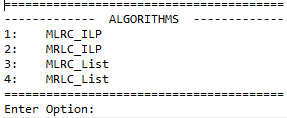 ========================================
-------------  ALGORITHMS  -------------
1:    MLRC_ILP
2:    MRLC_ILP
3:    MLRC_List
4:    MRLC_List
========================================
Enter Option: